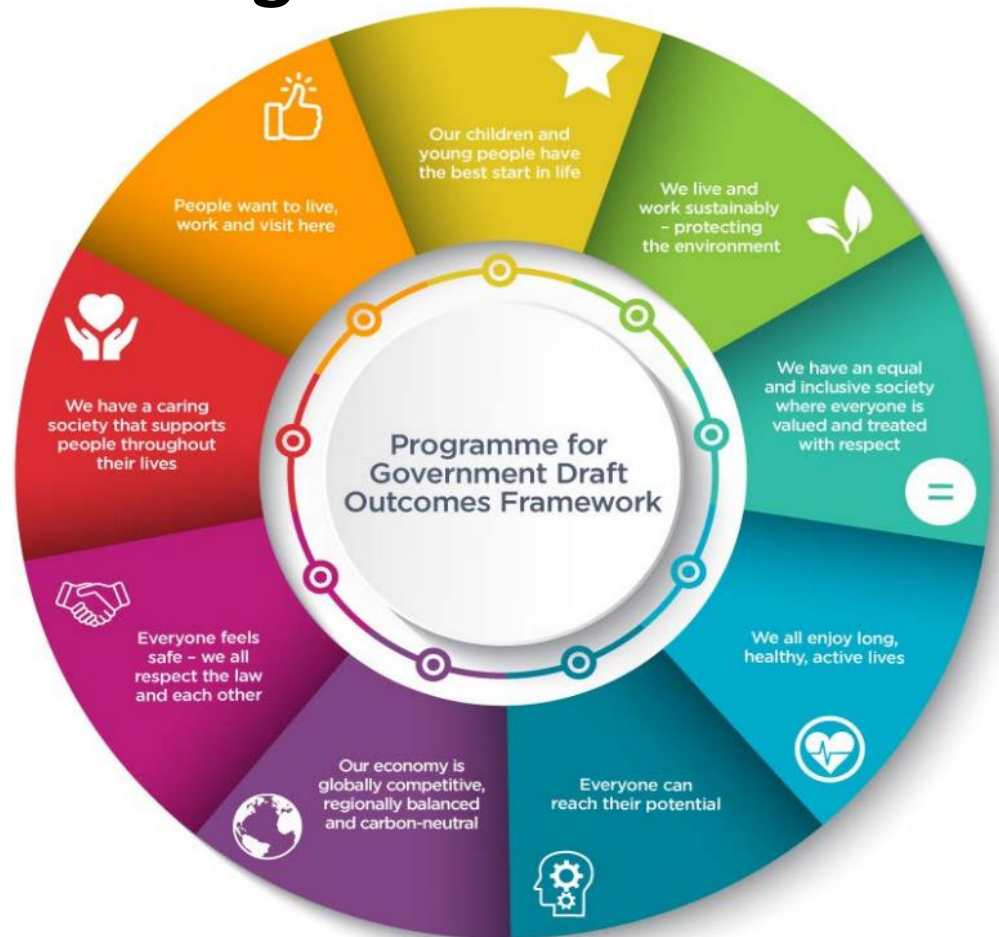 Our children and
young people have
the best start in life
We live and
work sustainably
– protecting
the environment
We have an equal
and inclusive society
where everyone is
valued and treated
with respect
=
We all enjoy long,
healthy, active lives
Everyone can
reach their potential
Our economy is
globally competitive,
regionally balanced
and carbon-neutral
Everyone feels
safe – we all
respect the law
and each other
We have a caring
society that supports
people throughout
their lives
People want to live,
work and visit here
Programme for
Government Draft
Outcomes Framework